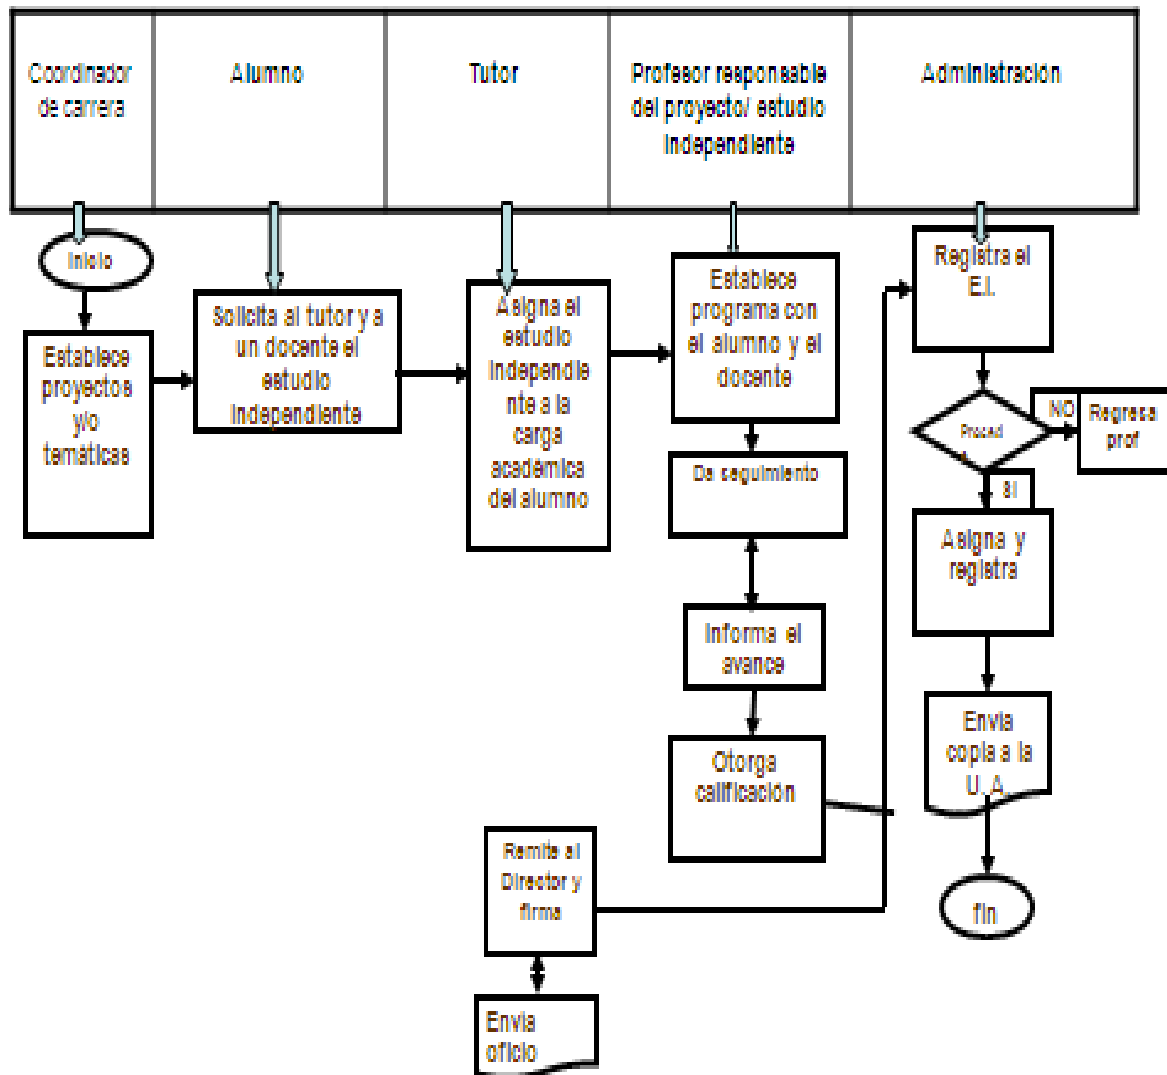 Coordinador
de carrera
Alumno
Tutor
Profesor responsable
del proyecto/ estudio
Independiente
Administración
Inicio
Establece
proyectos
y/o
temáticas
Solicita al tutor y a
un docente el
estudio
Independiente
Asigna el
estudio
Independie
nte a la
carga
académica
del alumno
Establece
programa con
el alumno y el
docente
Da seguimiento
Informa el
avance
Otorga
calificación
Remite al
Director y
firma
Envia
oficio
Registra el
E.I.
Proced
NO
Regresa
prof
SI
Asigna y
registra
Envia
copia a la
U. A.
fin